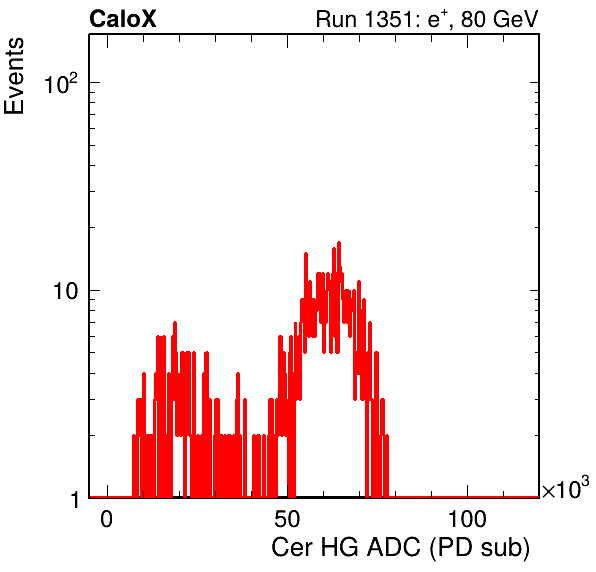 CaloX
Run 1351: e⁺, 80 GeV
Events
10²
10
1
0
50
100
×10³
Cer HG ADC (PD sub)